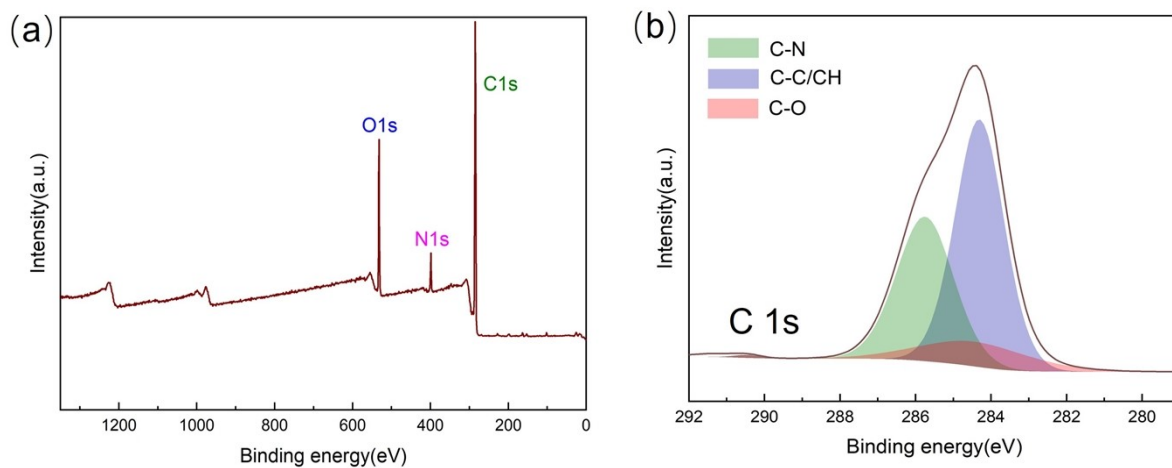 (a)
C1s
O1s
N1s
Intensity(a.u.)
1200 1000 800 600 400 200 0
Binding energy(eV)
(b)
C-N
C-C/CH
C-O
C 1s
Intensity(a.u.)
292 290 288 286 284 282 280
Binding energy(eV)